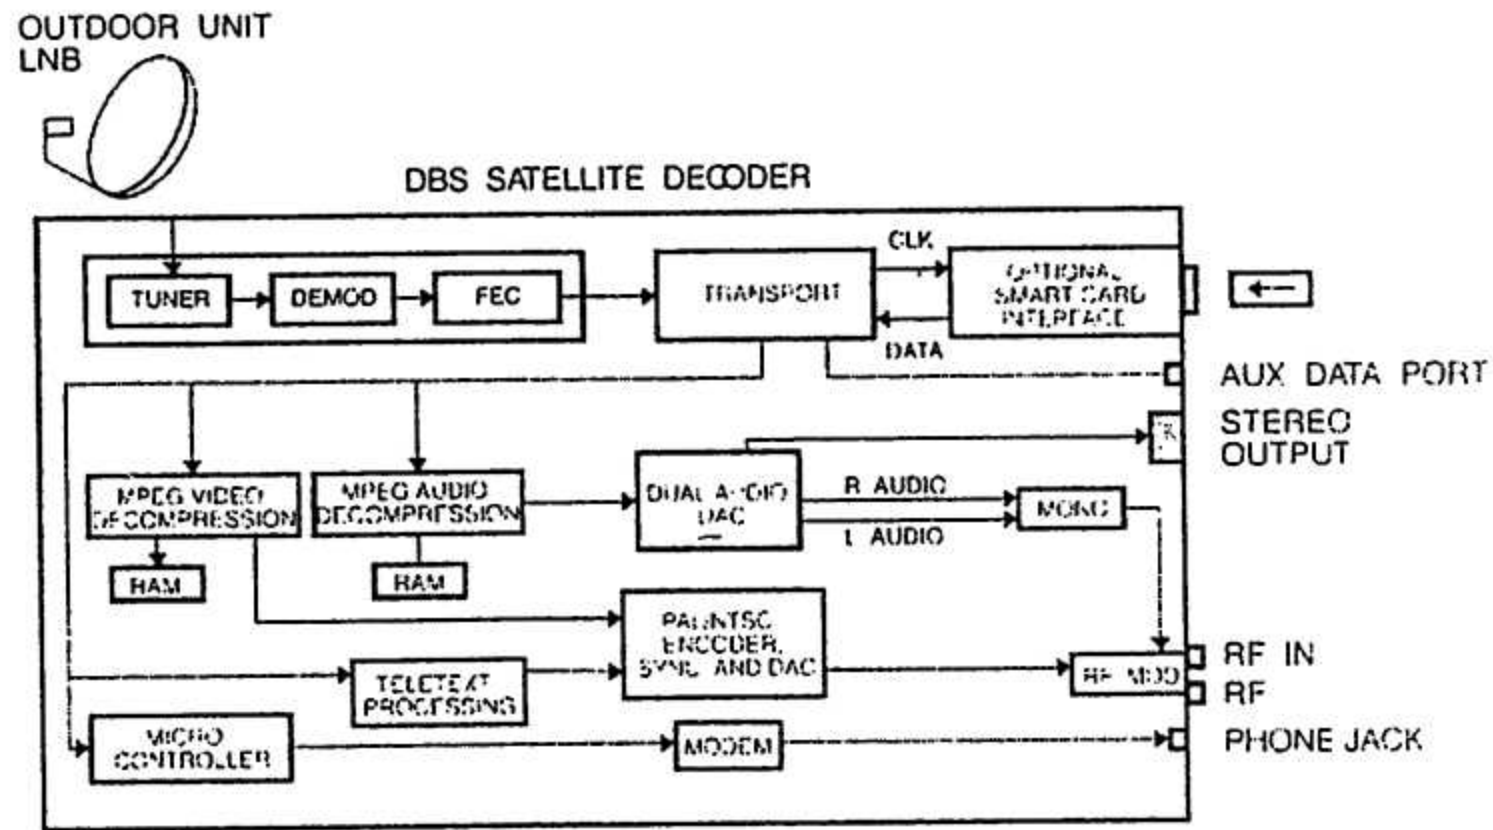 OUTDOOR UNIT
LNB
DBS SATELLITE DECODER
TUNER
DEMOD
FEC
TRANSPORT
CLK
DATA
OPTIONAL
SMART CARD
INTERFACE
AUX DATA PORT
STEREO
OUTPUT
MPEG VIDEO
DECOMPRESSION
RAM
MPEG AUDIO
DECOMPRESSION
RAM
DUAL AUDIO
DAC
R AUDIO
L AUDIO
MONO
PAL/NTSC
ENCODER,
SYNC AND DAC
TELETEXT
PROCESSING
RF MOD
RF IN
RF
MICRO
CONTROLLER
MODEM
PHONE JACK